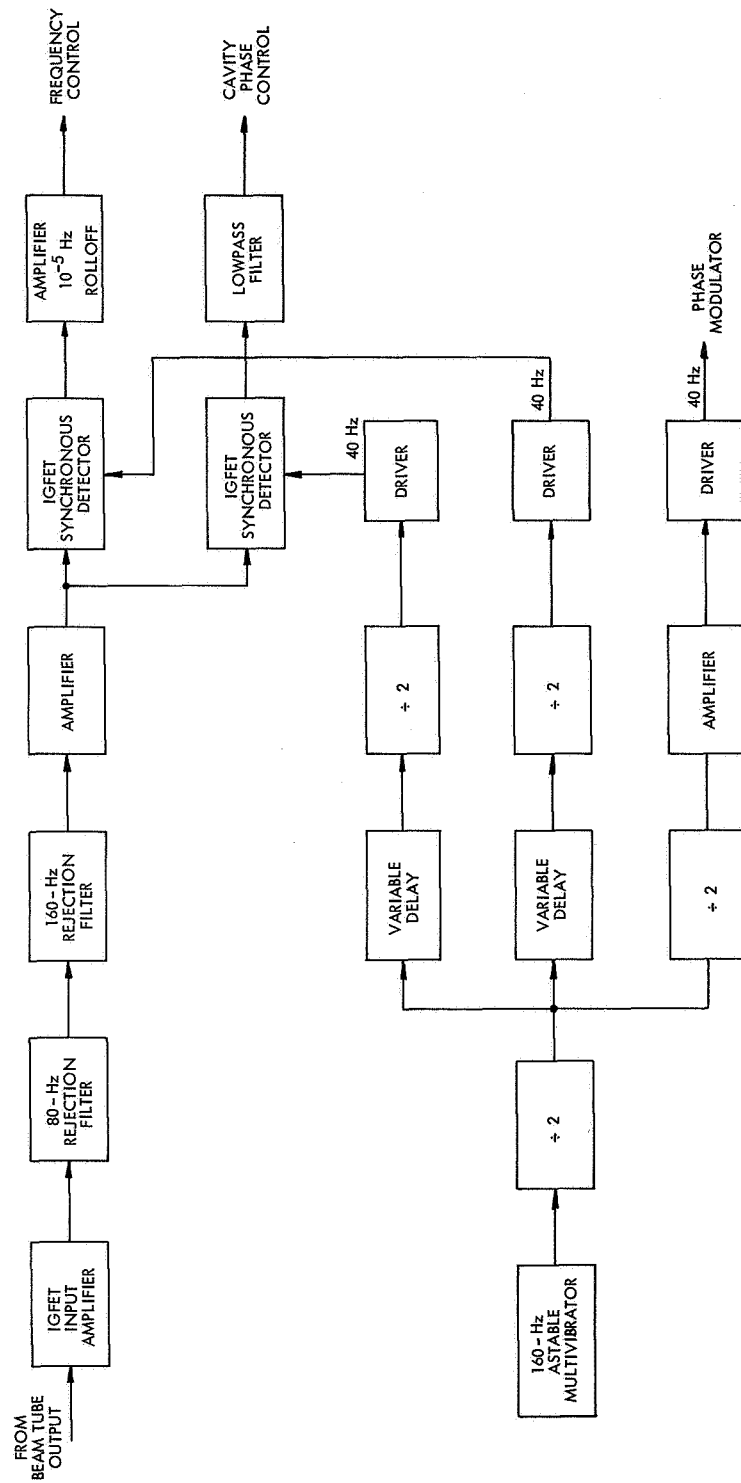 FROM
BEAM TUBE
OUTPUT
IGFET
INPUT
AMPLIFIER
80-Hz
REJECTION
FILTER
160-Hz
REJECTION
FILTER
AMPLIFIER
IGFET
SYNCHRONOUS
DETECTOR
AMPLIFIER
10⁻⁵ Hz
ROLLOFF
FREQUENCY
CONTROL
IGFET
SYNCHRONOUS
DETECTOR
LOWPASS
FILTER
CAVITY
PHASE
CONTROL
VARIABLE
DELAY
÷ 2
DRIVER
40 Hz
160-Hz
ASTABLE
MULTIVIBRATOR
÷ 2
VARIABLE
DELAY
÷ 2
DRIVER
40 Hz
÷ 2
AMPLIFIER
DRIVER
40 Hz
PHASE
MODULATOR